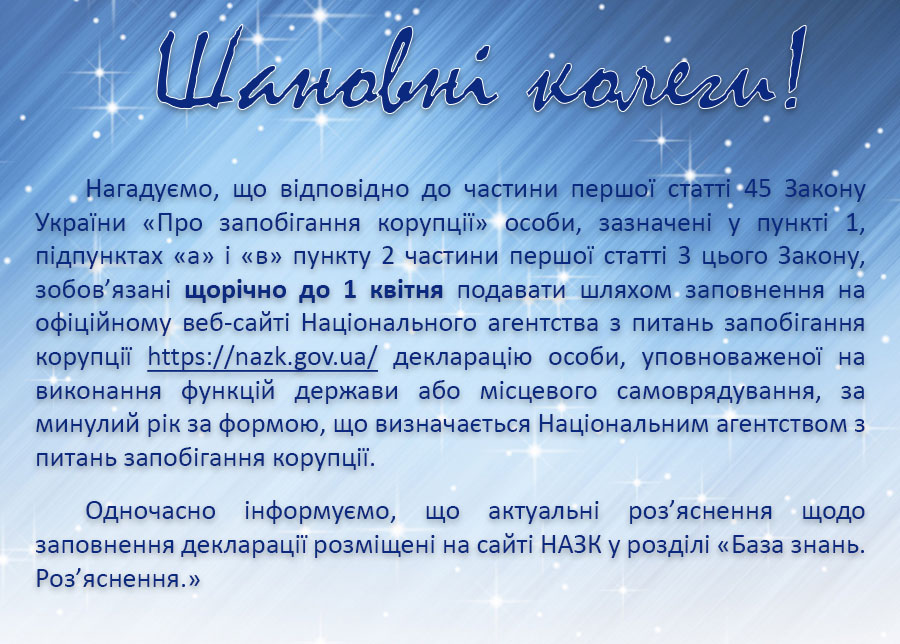 Шановні колеги!
Нагадуємо, що відповідно до частини першої статті 45 Закону
України «Про запобігання корупції» особи, зазначені у пункті 1,
підпунктах «а» і «в» пункту 2 частини першої статті 3 цього Закону,
зобов’язані щорічно до 1 квітня подавати шляхом заповнення на
офіційному веб-сайті Національного агентства з питань запобігання
корупції https://nazk.gov.ua/ декларацію особи, уповноваженої на
виконання функцій держави або місцевого самоврядування, за
минулий рік за формою, що визначається Національним агентством з
питань запобігання корупції.
Одночасно інформуємо, що актуальні роз’яснення щодо
заповнення декларації розміщені на сайті НАЗК у розділі «База знань.
Роз’яснення.»